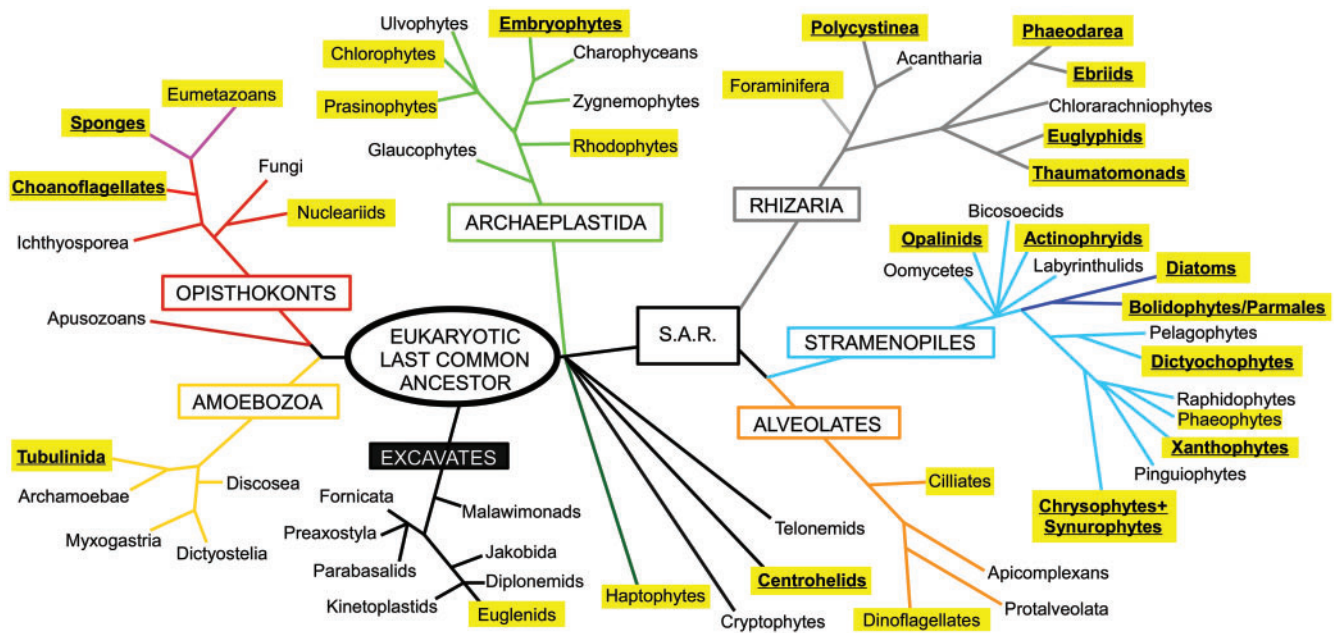 Ulvophytes
Embryophytes
Chlorophytes
Charophyceans
Prasinophytes
Zygnemophytes
Glaucophytes
Rhodophytes
ARCHAEPLASTIDA
Eumetazoans
Sponges
Fungi
Choanoflagellates
Nucleariids
Ichthyosporea
OPISTHOKONTS
Apusozoans
Polycystinea
Acantharia
Foraminifera
Phaeodarea
Ebriids
Chlorarachniophytes
Euglyphids
Thaumatomonads
RHIZARIA
Bicosoecids
Opalinids
Actinophryids
Oomycetes
Labyrinthulids
Diatoms
Bolidophytes/Parmales
Pelagophytes
Dictyochophytes
STRAMENOPILES
Raphidophytes
Phaeophytes
Xanthophytes
Pinguiophytes
Chrysophytes+
Synurophytes
EUKARYOTIC
LAST COMMON
ANCESTOR
S.A.R.
AMOEBOZOA
Tubulinida
Archamoebae
Discosea
Myxogastria
Dictyostelia
EXCAVATES
Fornicata
Malawimonads
Preaxostyla
Parabasalids
Jakobida
Diplonemids
Kinetoplastids
Euglenids
Haptophytes
Cryptophytes
Centrohelids
Telonemids
ALVEOLATES
Cilliates
Apicomplexans
Protalveolata
Dinoflagellates